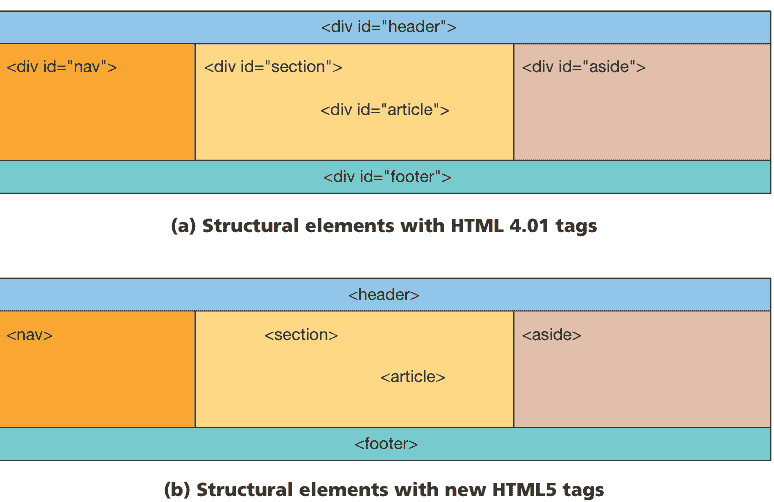 <div id="header">
<div id="nav"> <div id="section"> <div id="aside">
<div id="article">
<div id="footer">
(a) Structural elements with HTML 4.01 tags
<header>
<nav> <section> <aside>
<article>
<footer>
(b) Structural elements with new HTML5 tags